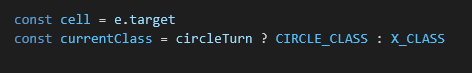 const cell = e.target
const currentClass = circleTurn ? CIRCLE_CLASS : X_CLASS